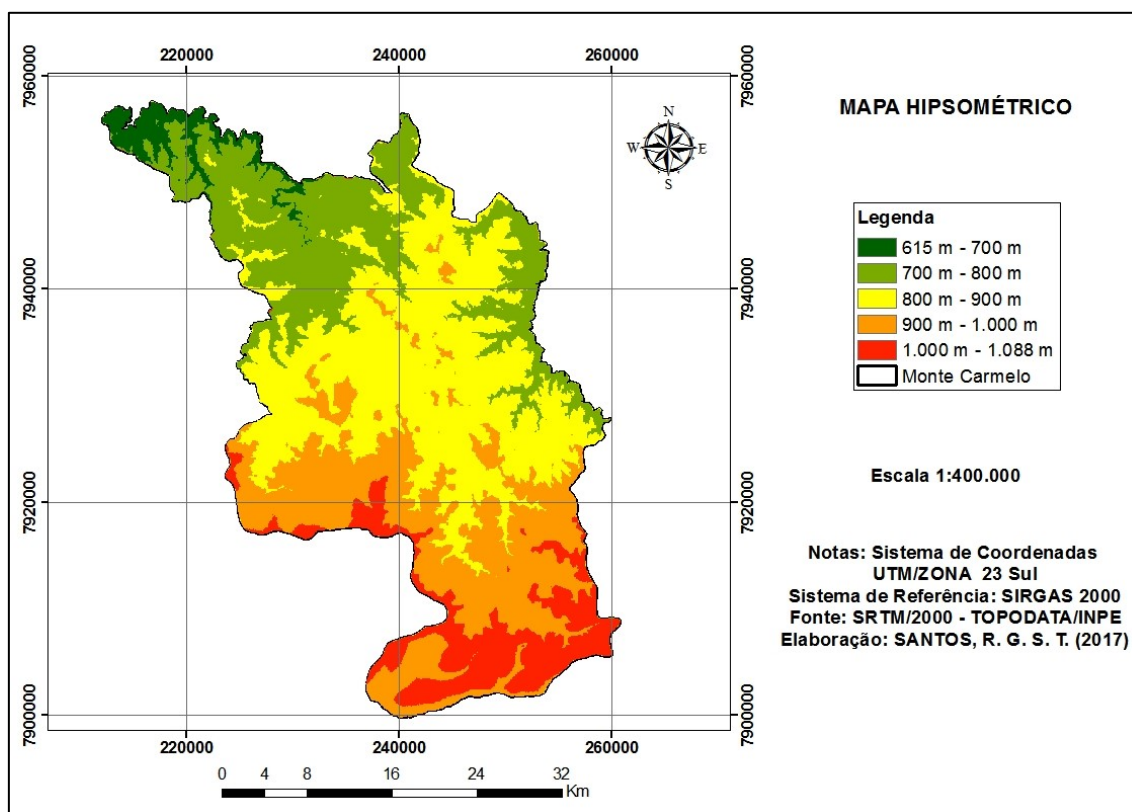 220000 240000 260000
7960000 7960000
7940000 7940000
7920000 7920000
7900000 7900000
220000 240000 260000
N
W E
S
0 4 8 16 24 32
Km
MAPA HIPSOMÉTRICO
Legenda
615 m - 700 m
700 m - 800 m
800 m - 900 m
900 m - 1.000 m
1.000 m - 1.088 m
Monte Carmelo
Escala 1:400.000
Notas: Sistema de Coordenadas
UTM/ZONA 23 Sul
Sistema de Referência: SIRGAS 2000
Fonte: SRTM/2000 - TOPODATA/INPE
Elaboração: SANTOS, R. G. S. T. (2017)